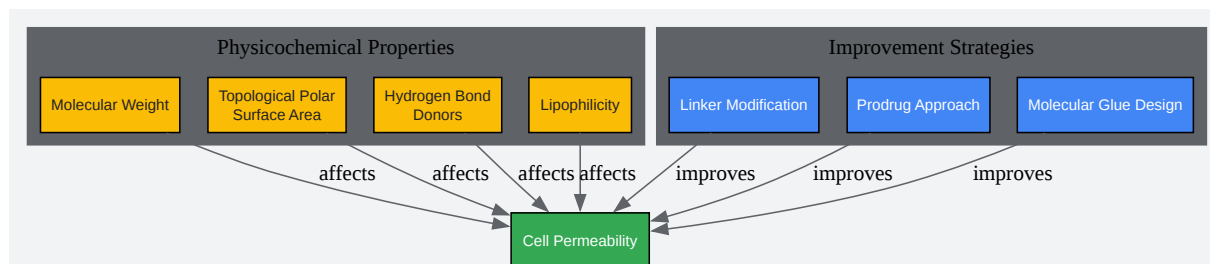 Physicochemical Properties
Improvement Strategies
Molecular Weight
Topological Polar
Surface Area
Hydrogen Bond
Donors
Lipophilicity
Linker Modification
Prodrug Approach
Molecular Glue Design
affects
affects
affects
affects
improves
improves
improves
Cell Permeability